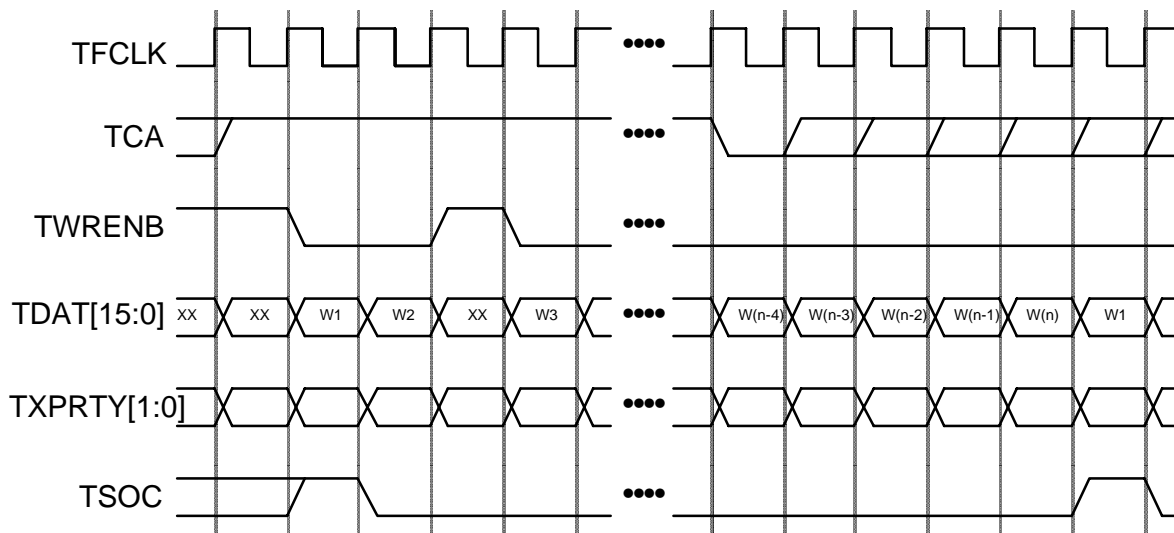 TFCLK ●●●●
TCA ●●●●
TWRENB ●●●●
TDAT[15:0] XX XX W1 W2 XX W3 ●●●● W(n-4) W(n-3) W(n-2) W(n-1) W(n) W1
TXPRTY[1:0] ●●●●
TSOC ●●●●